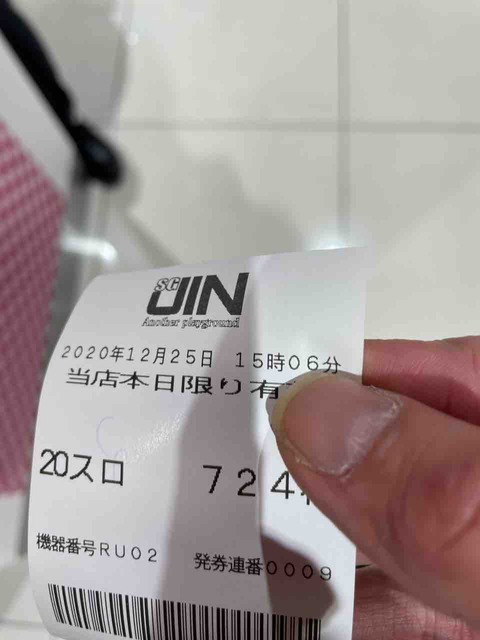 SG UIN
Another playground
2020年12月25日 15時06分
当店本日限り有
20スロ 724
機器番号RU02 発券連番0009